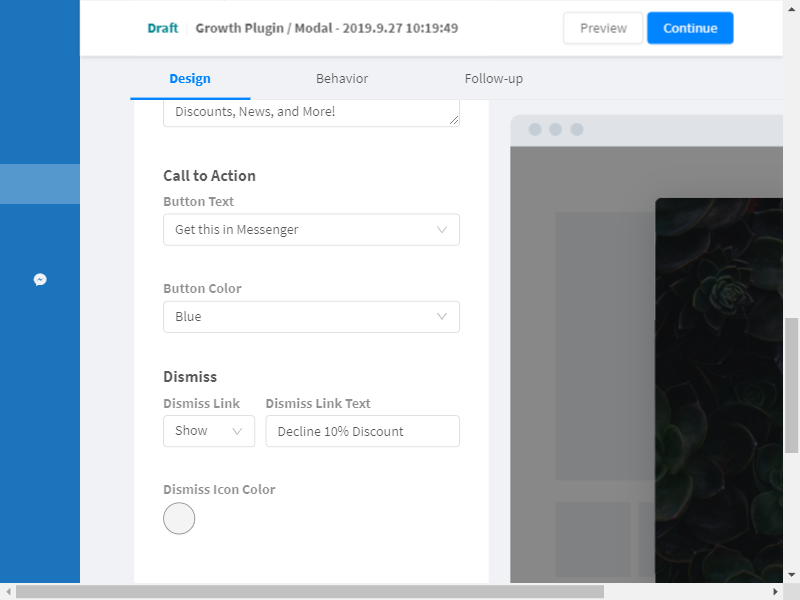 Draft Growth Plugin / Modal - 2019.9.27 10:19:49 Preview Continue
Design Behavior Follow-up
Discounts, News, and More!
Call to Action
Button Text
Get this in Messenger
Button Color
Blue
Dismiss
Dismiss Link Dismiss Link Text
Show Decline 10% Discount
Dismiss Icon Color